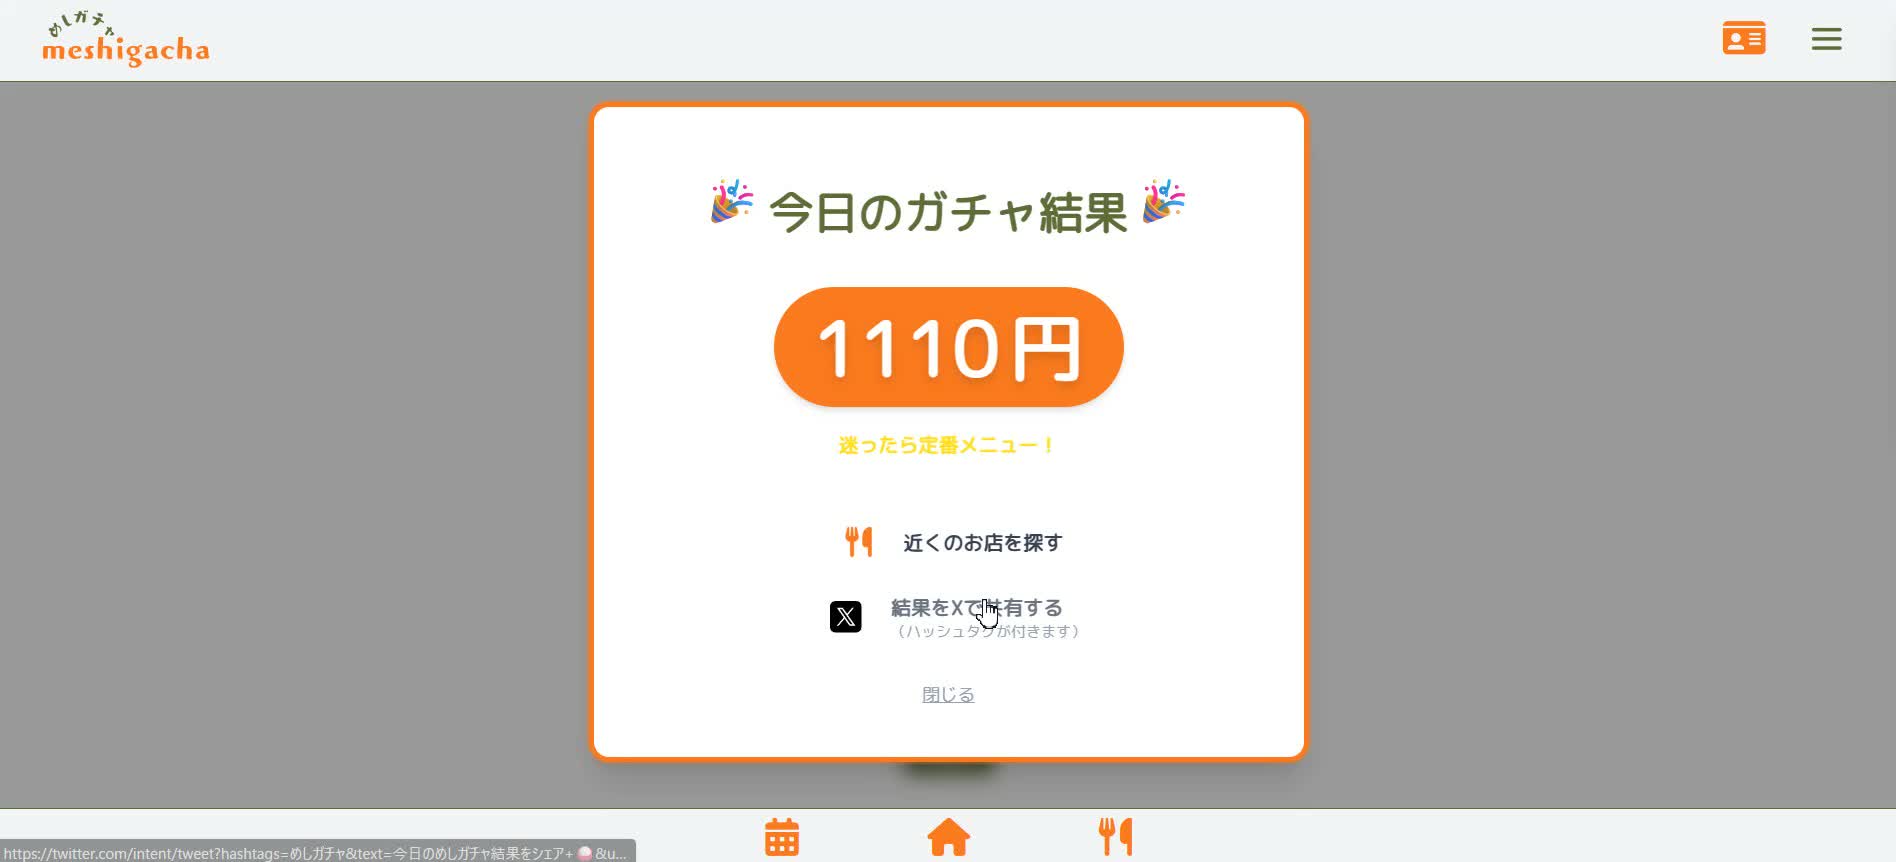 めしガチャ
meshigacha
今日のガチャ結果
1110円
迷ったら定番メニュー！
近くのお店を探す
結果をXで共有する
（ハッシュタグが付きます）
閉じる
https://twitter.com/intent/tweet?hashtags=めしガチャ&text=今日のめしガチャ結果をシェア+🍚&u...